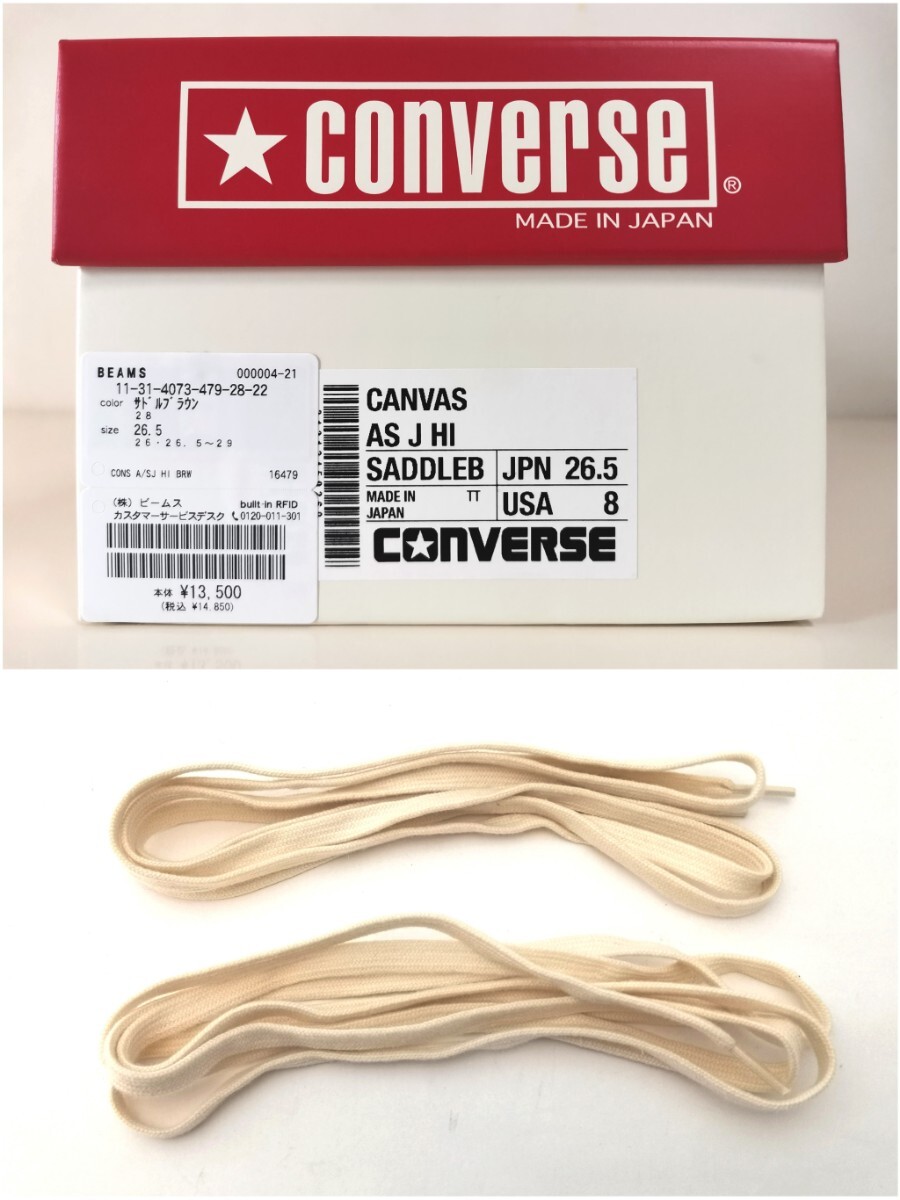 ★ converse ®
MADE IN JAPAN
BEAMS 000004-21
11-31-4073-479-28-22
color ｻﾄﾞﾙﾌﾞﾗｳﾝ
28
size 26.5
26・26.5～29
CONS A/SJ HI BRW 16479
(株) ビームス built-in RFID
カスタマーサービスデスク 0120-011-301
本体 ¥13,500
(税込 ¥14,850)
CANVAS
AS J HI
SADDLEB JPN 26.5
MADE IN JAPAN TT USA 8
CONVERSE